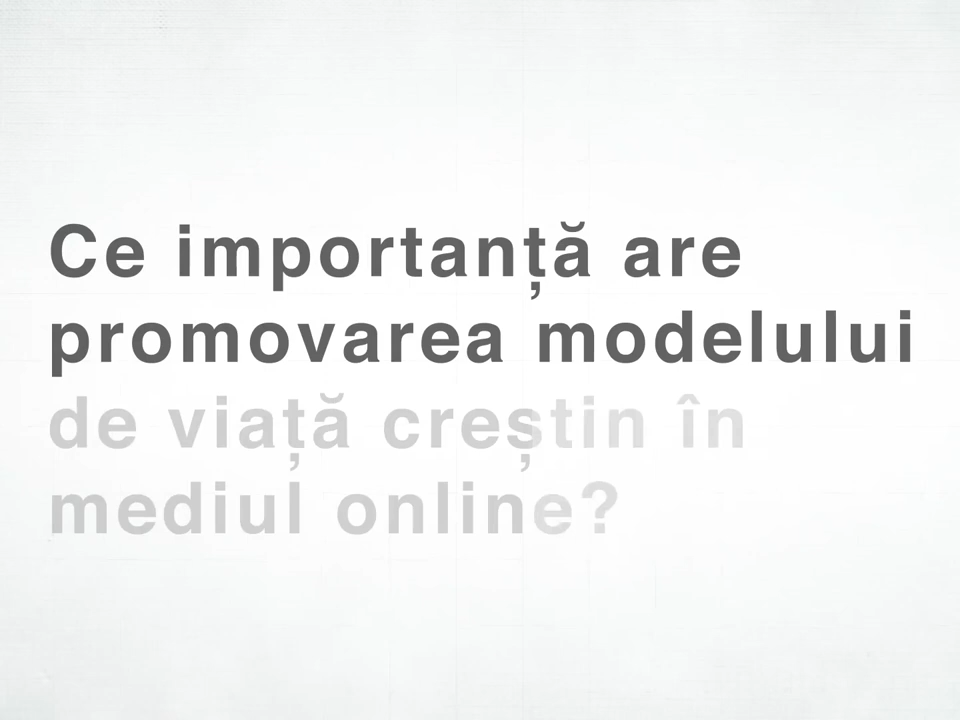 Ce importanță are
promovarea modelului
de viață creștin în
mediul online?